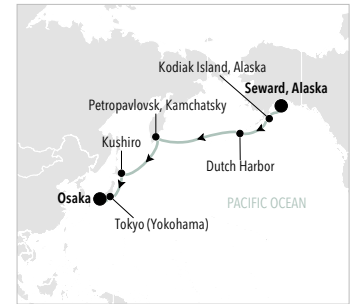 Kodiak Island, Alaska
Seward, Alaska
Petropavlovsk, Kamchatsky
Kushiro
Dutch Harbor
Osaka
PACIFIC OCEAN
Tokyo (Yokohama)